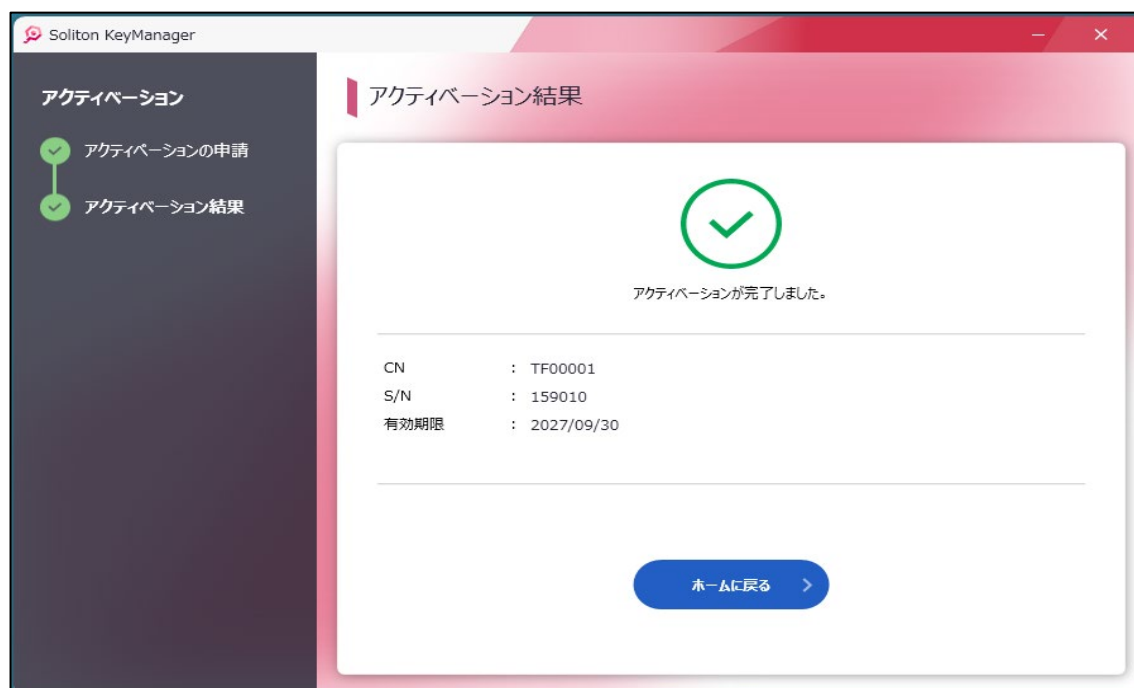 Soliton KeyManager
アクティベーション
アクティベーションの申請
アクティベーション結果
アクティベーション結果
アクティベーションが完了しました。
CN : TF00001
S/N : 159010
有効期限 : 2027/09/30
ホームに戻る